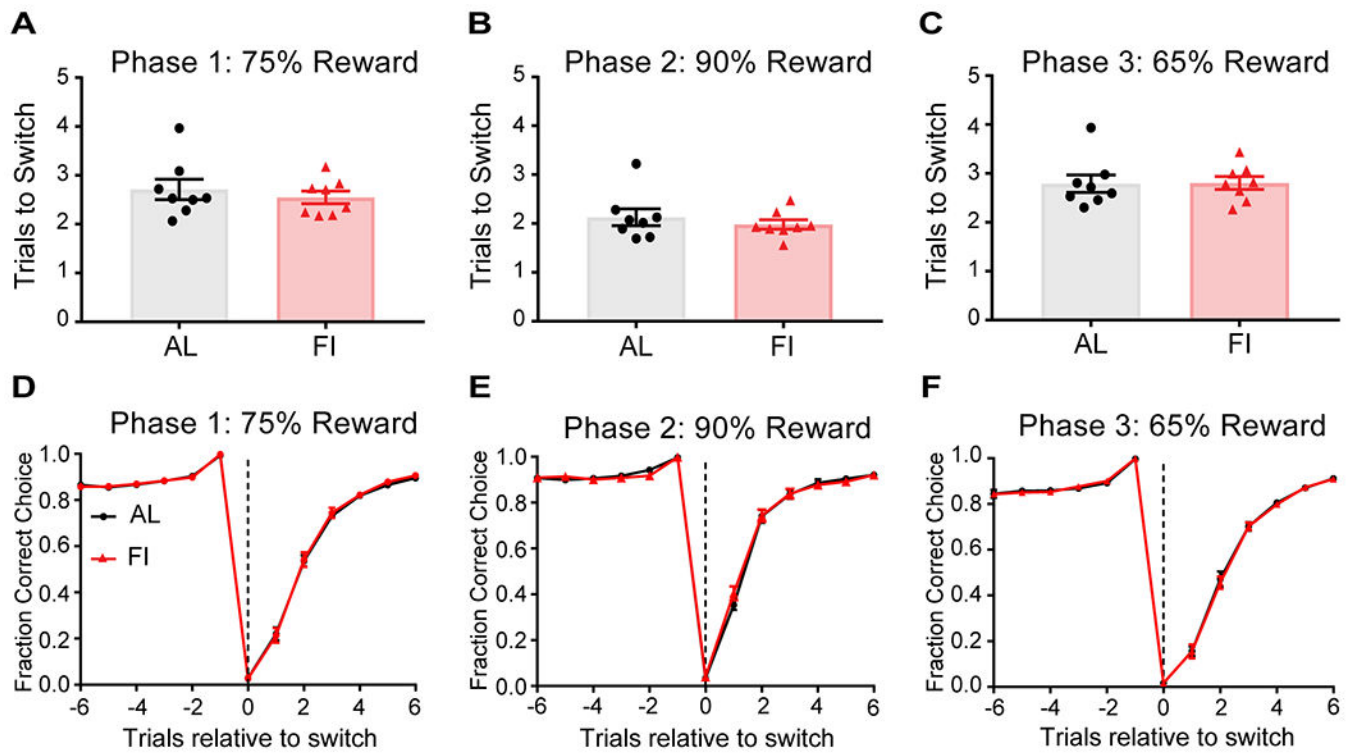 A
Phase 1: 75% Reward
Trials to Switch
5
4
3
2
1
0
AL
FI
B
Phase 2: 90% Reward
Trials to Switch
5
4
3
2
1
0
AL
FI
C
Phase 3: 65% Reward
Trials to Switch
5
4
3
2
1
0
AL
FI
D
Phase 1: 75% Reward
Fraction Correct Choice
1.0
0.8
0.6
0.4
0.2
0.0
AL
FI
-6 -4 -2 0 2 4 6
Trials relative to switch
E
Phase 2: 90% Reward
Fraction Correct Choice
1.0
0.8
0.6
0.4
0.2
0.0
-6 -4 -2 0 2 4 6
Trials relative to switch
F
Phase 3: 65% Reward
Fraction Correct Choice
1.0
0.8
0.6
0.4
0.2
0.0
-6 -4 -2 0 2 4 6
Trials relative to switch